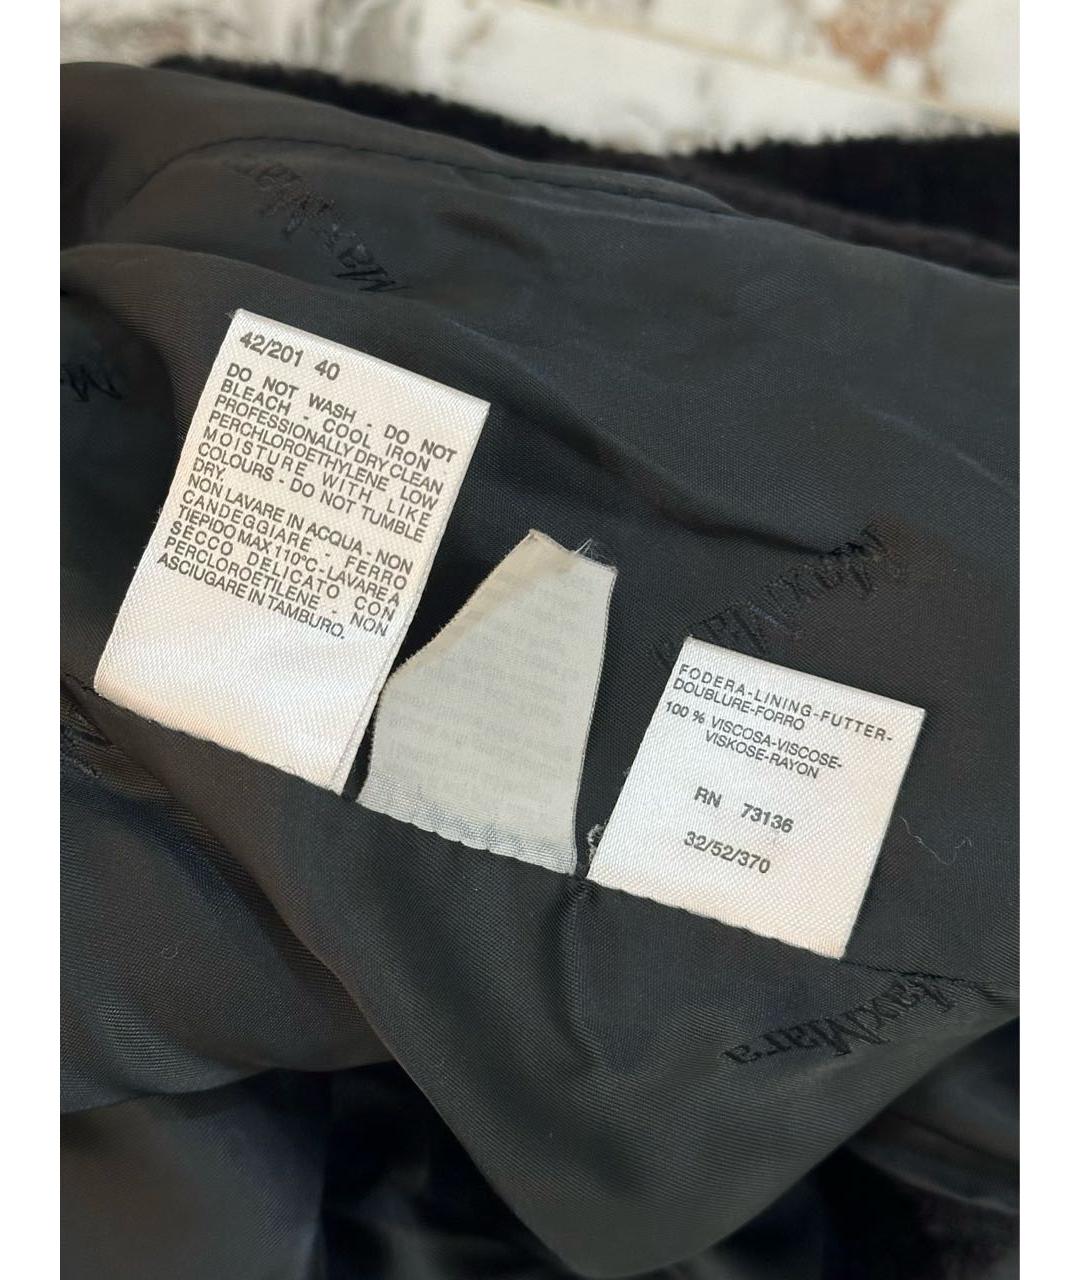 MaxMara
42/201 40
DO NOT WASH - DO NOT
BLEACH - COOL IRON
PROFESSIONALLY DRY CLEAN
PERCHLOROETHYLENE LOW
MOISTURE WITH LIKE
COLOURS - DO NOT TUMBLE
DRY.
NON LAVARE IN ACQUA - NON
CANDEGGIARE - FERRO
TIEPIDO MAX 110°C - LAVARE A
SECCO DELICATO CON
PERCLOROETILENE - NON
ASCIUGARE IN TAMBURO.
MaxMara
FODERA-LINING-FUTTER-
DOUBLURE-FORRO
100 % VISCOSA-VISCOSE-
VISKOSE-RAYON
RN 73136
32/52/370
MaxMara